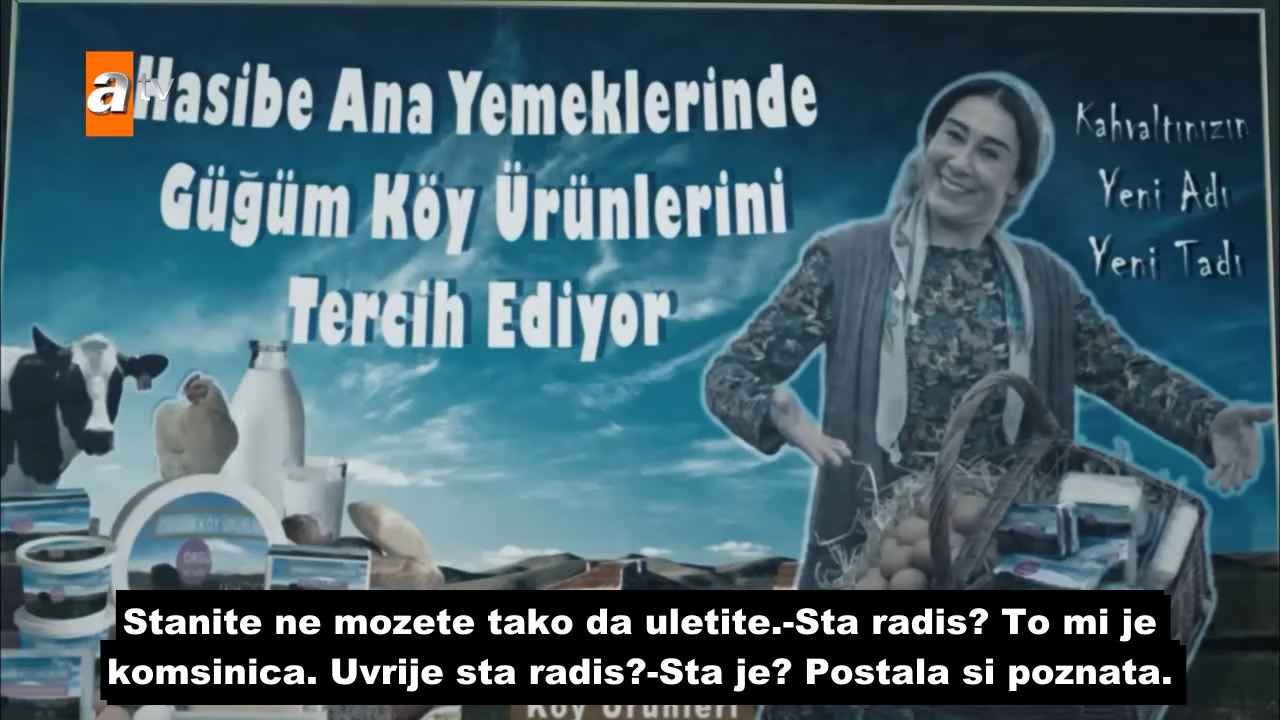 atv
Hasibe Ana Yemeklerinde
Güğüm Köy Ürünlerini
Tercih Ediyor
Kahvaltınızın
Yeni Adı
Yeni Tadı
Stanite ne mozete tako da uletite.-Sta radis? To mi je
komsinica. Uvrije sta radis?-Sta je? Postala si poznata.
Köy Ürünleri